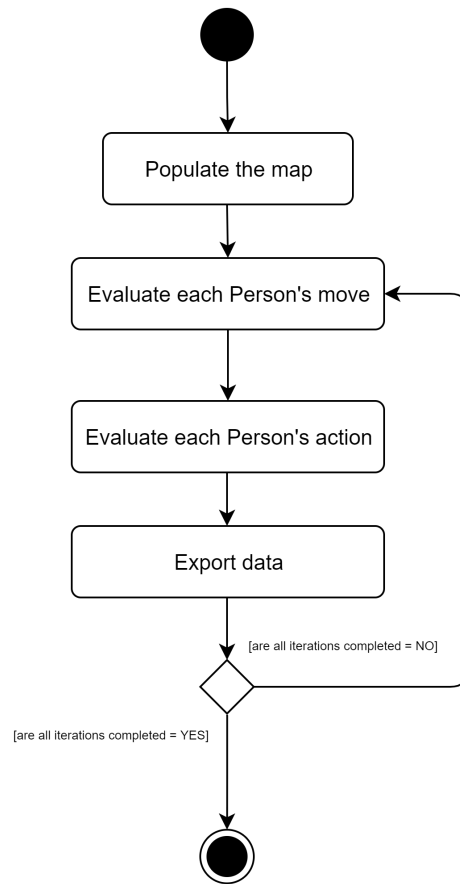 Populate the map
Evaluate each Person's move
Evaluate each Person's action
Export data
[are all iterations completed = NO]
[are all iterations completed = YES]